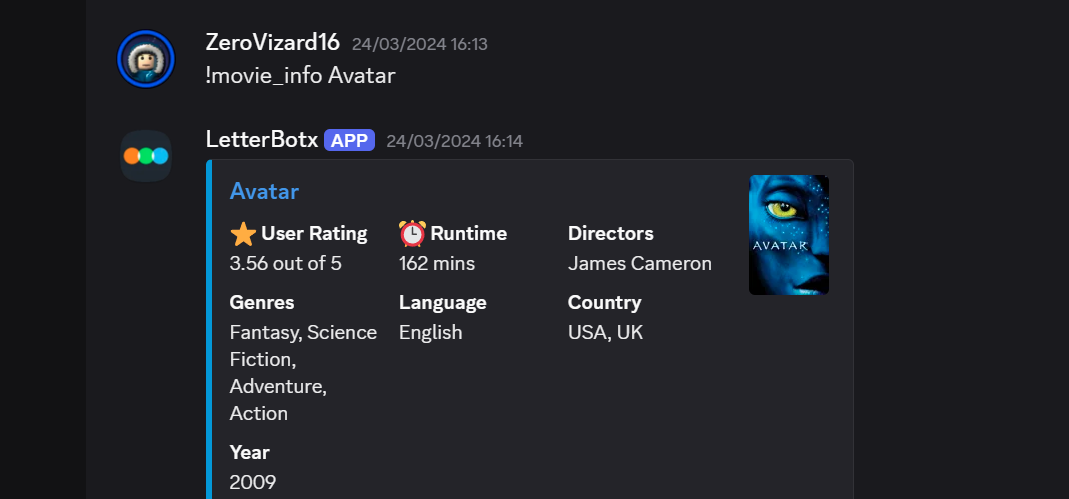 ZeroVizard16 24/03/2024 16:13
!movie_info Avatar
LetterBotx APP 24/03/2024 16:14
Avatar
AVATAR
User Rating Runtime Directors
3.56 out of 5 162 mins James Cameron
Genres Language Country
Fantasy, Science English USA, UK
Fiction,
Adventure,
Action
Year
2009